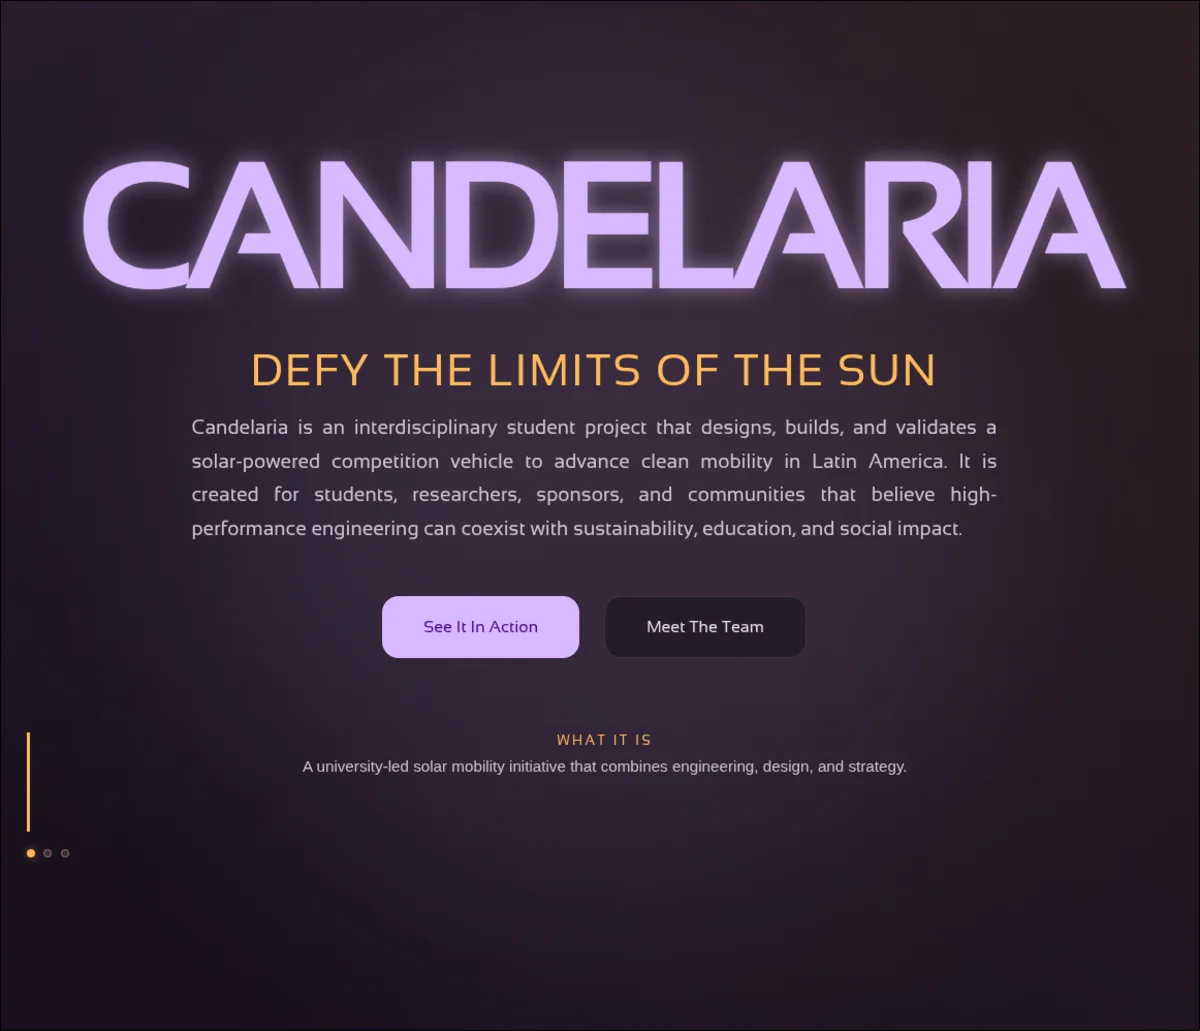 CANDELARIA
DEFY THE LIMITS OF THE SUN
Candelaria is an interdisciplinary student project that designs, builds, and validates a
solar-powered competition vehicle to advance clean mobility in Latin America. It is
created for students, researchers, sponsors, and communities that believe high-
performance engineering can coexist with sustainability, education, and social impact.
See It In Action
Meet The Team
WHAT IT IS
A university-led solar mobility initiative that combines engineering, design, and strategy.